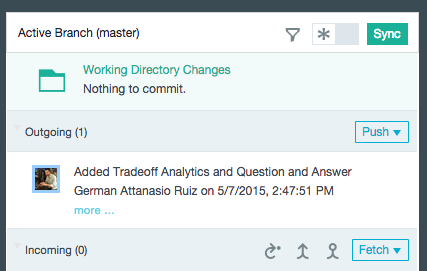 Active Branch (master)
Sync
Working Directory Changes
Nothing to commit.
Outgoing (1)
Push
Added Tradeoff Analytics and Question and Answer
German Attanasio Ruiz on 5/7/2015, 2:47:51 PM
more ...
Incoming (0)
Fetch